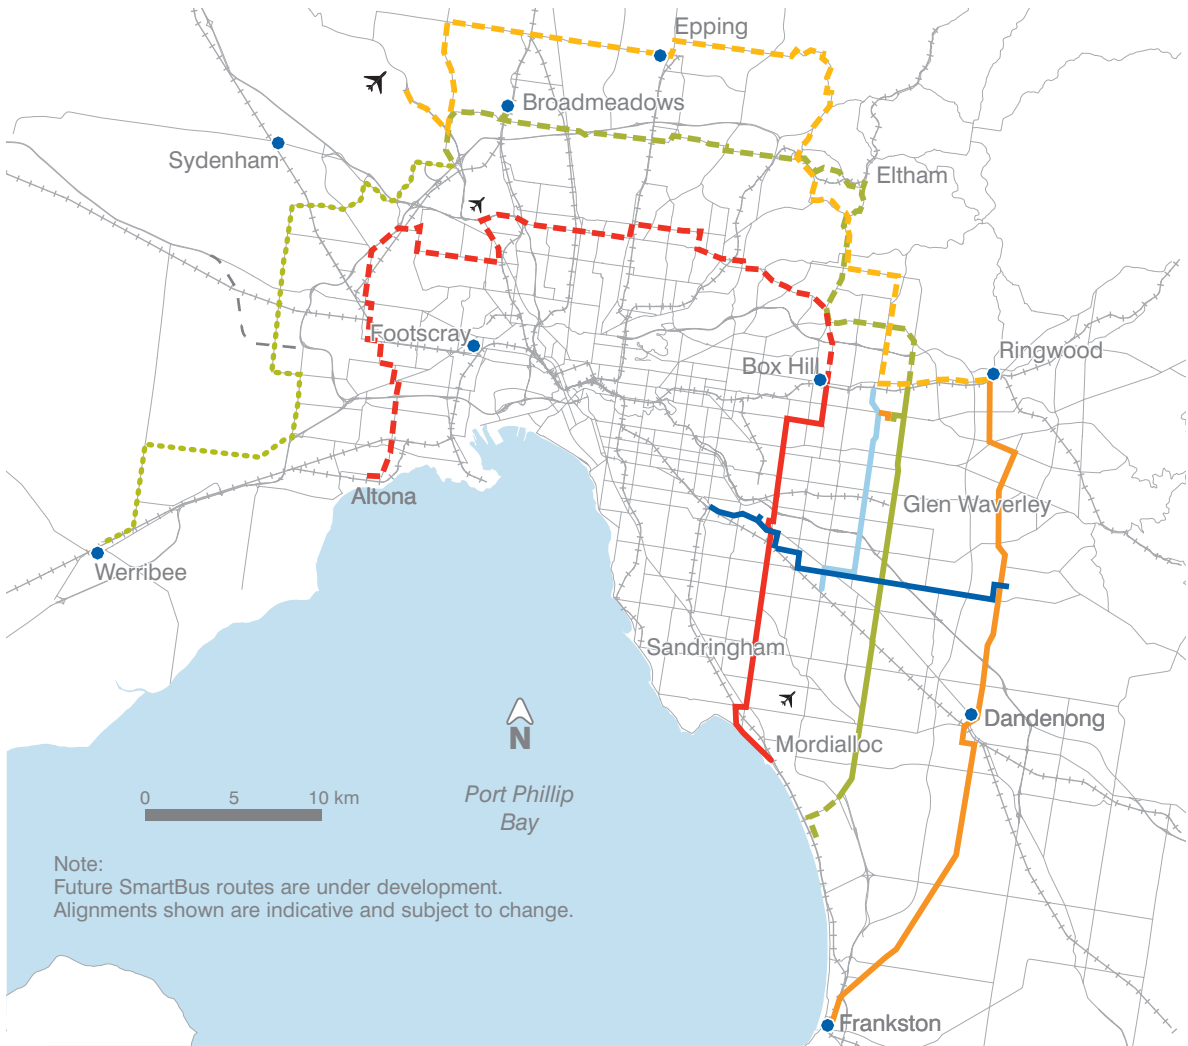 Epping
Broadmeadows
Sydenham
Eltham
Footscray
Ringwood
Box Hill
Altona
Glen Waverley
Werribee
Sandringham
N
Dandenong
Mordialloc
0 5 10 km
Port Phillip
Bay
Note:
Future SmartBus routes are under development.
Alignments shown are indicative and subject to change.
Frankston